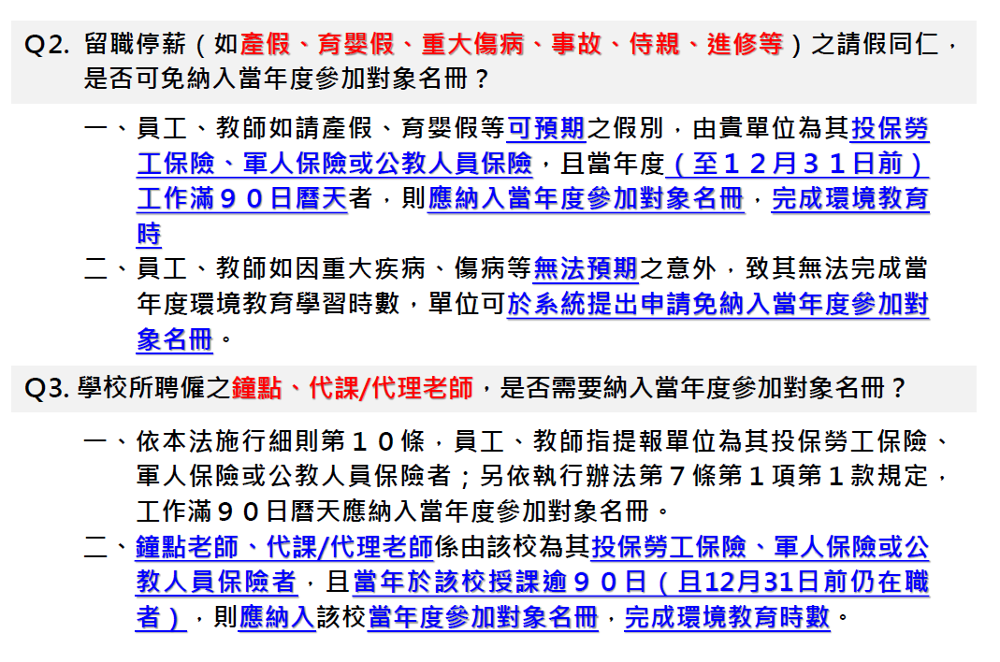 Q2. 留職停薪（如產假、育嬰假、重大傷病、事故、侍親、進修等）之請假同仁，
是否可免納入當年度參加對象名冊？
一、員工、教師如請產假、育嬰假等可預期之假別，由貴單位為其投保勞
工保險、軍人保險或公教人員保險，且當年度（至１２月３１日前）
工作滿９０日曆天者，則應納入當年度參加對象名冊，完成環境教育
時
二、員工、教師如因重大疾病、傷病等無法預期之意外，致其無法完成當
年度環境教育學習時數，單位可於系統提出申請免納入當年度參加對
象名冊。
Q3. 學校所聘僱之鐘點、代課/代理老師，是否需要納入當年度參加對象名冊？
一、依本法施行細則第１０條，員工、教師指提報單位為其投保勞工保險、
軍人保險或公教人員保險者；另依執行辦法第７條第１項第１款規定，
工作滿９０日曆天應納入當年度參加對象名冊。
二、鐘點老師、代課/代理老師係由該校為其投保勞工保險、軍人保險或公
教人員保險者，且當年於該校授課逾９０日（且12月31日前仍在職
者），則應納入該校當年度參加對象名冊，完成環境教育時數。